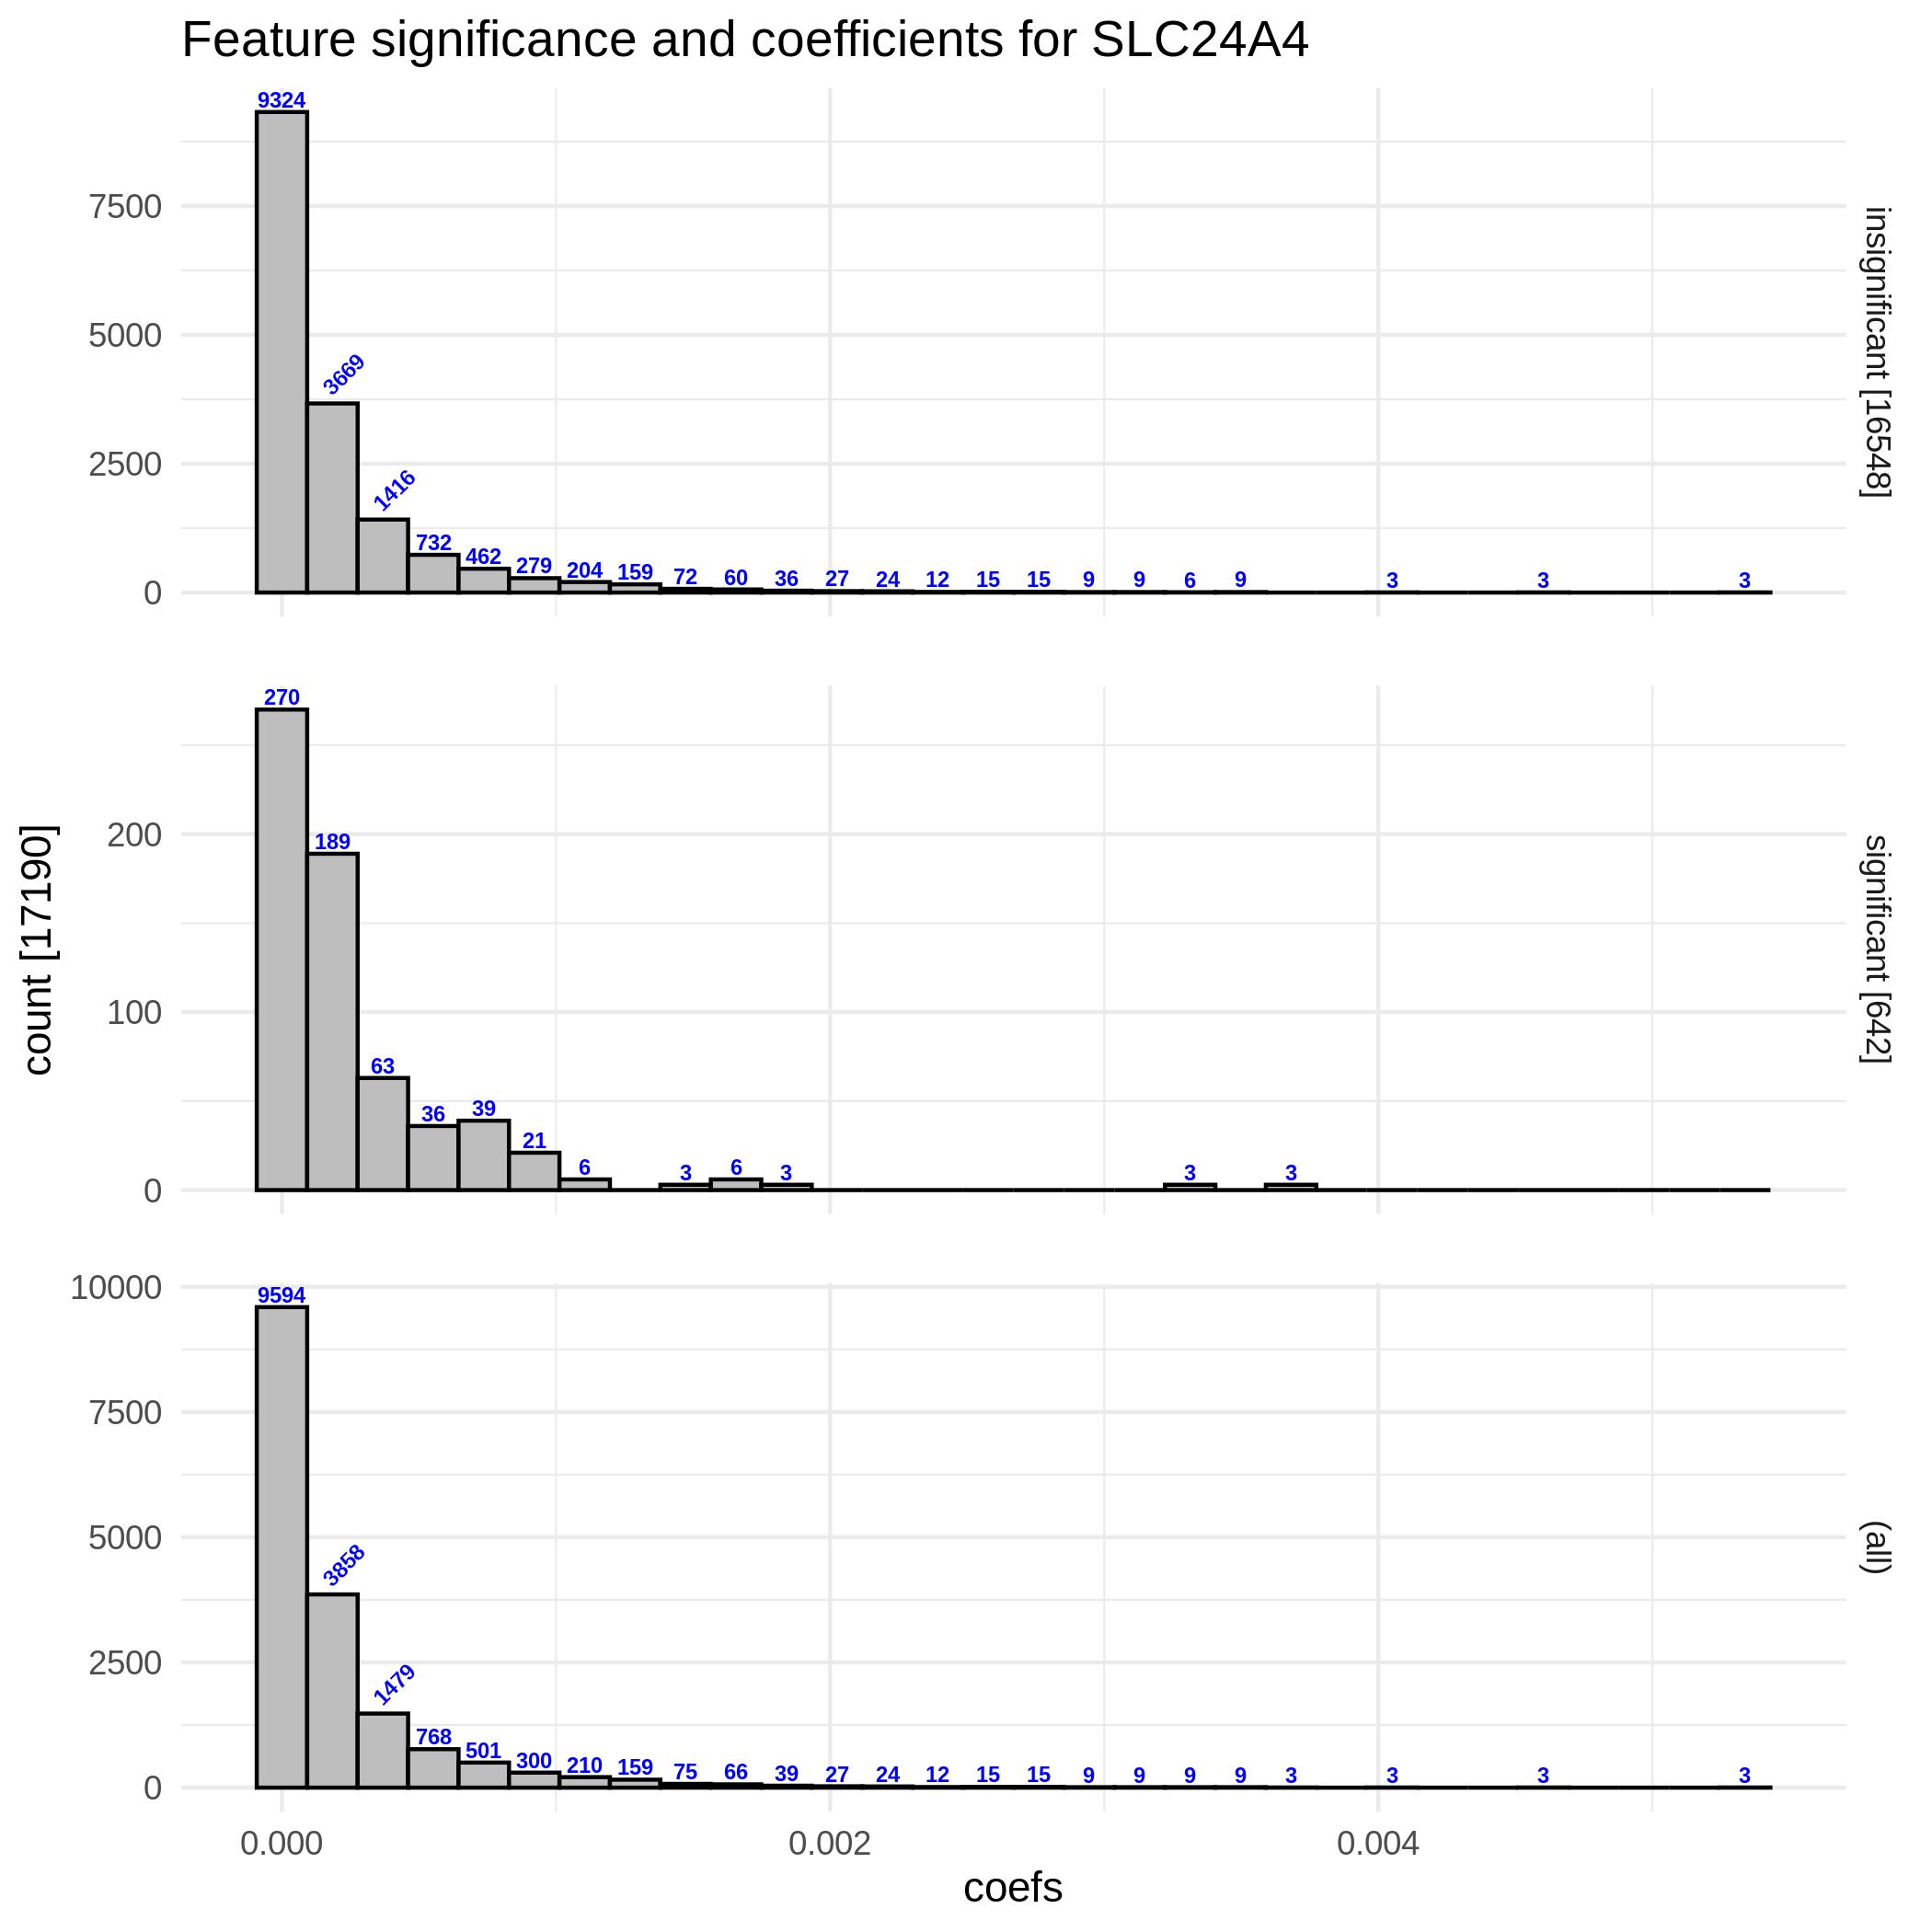 Feature significance and coefficients for SLC24A4
9324
3669
1416
732 462 279 204 159 72 60 36 27 24 12 15 15 9 9 6 9 3 3 3
7500
5000
2500
0
insignificant [16548]
270
189
63
36 39 21 6 3 6 3 3 3
200
100
0
significant [642]
count [17190]
9594
3858
1479
768 501 300 210 159 75 66 39 27 24 12 15 15 9 9 9 9 3 3 3 3
10000
7500
5000
2500
0
(all)
0.000 0.002 0.004
coefs